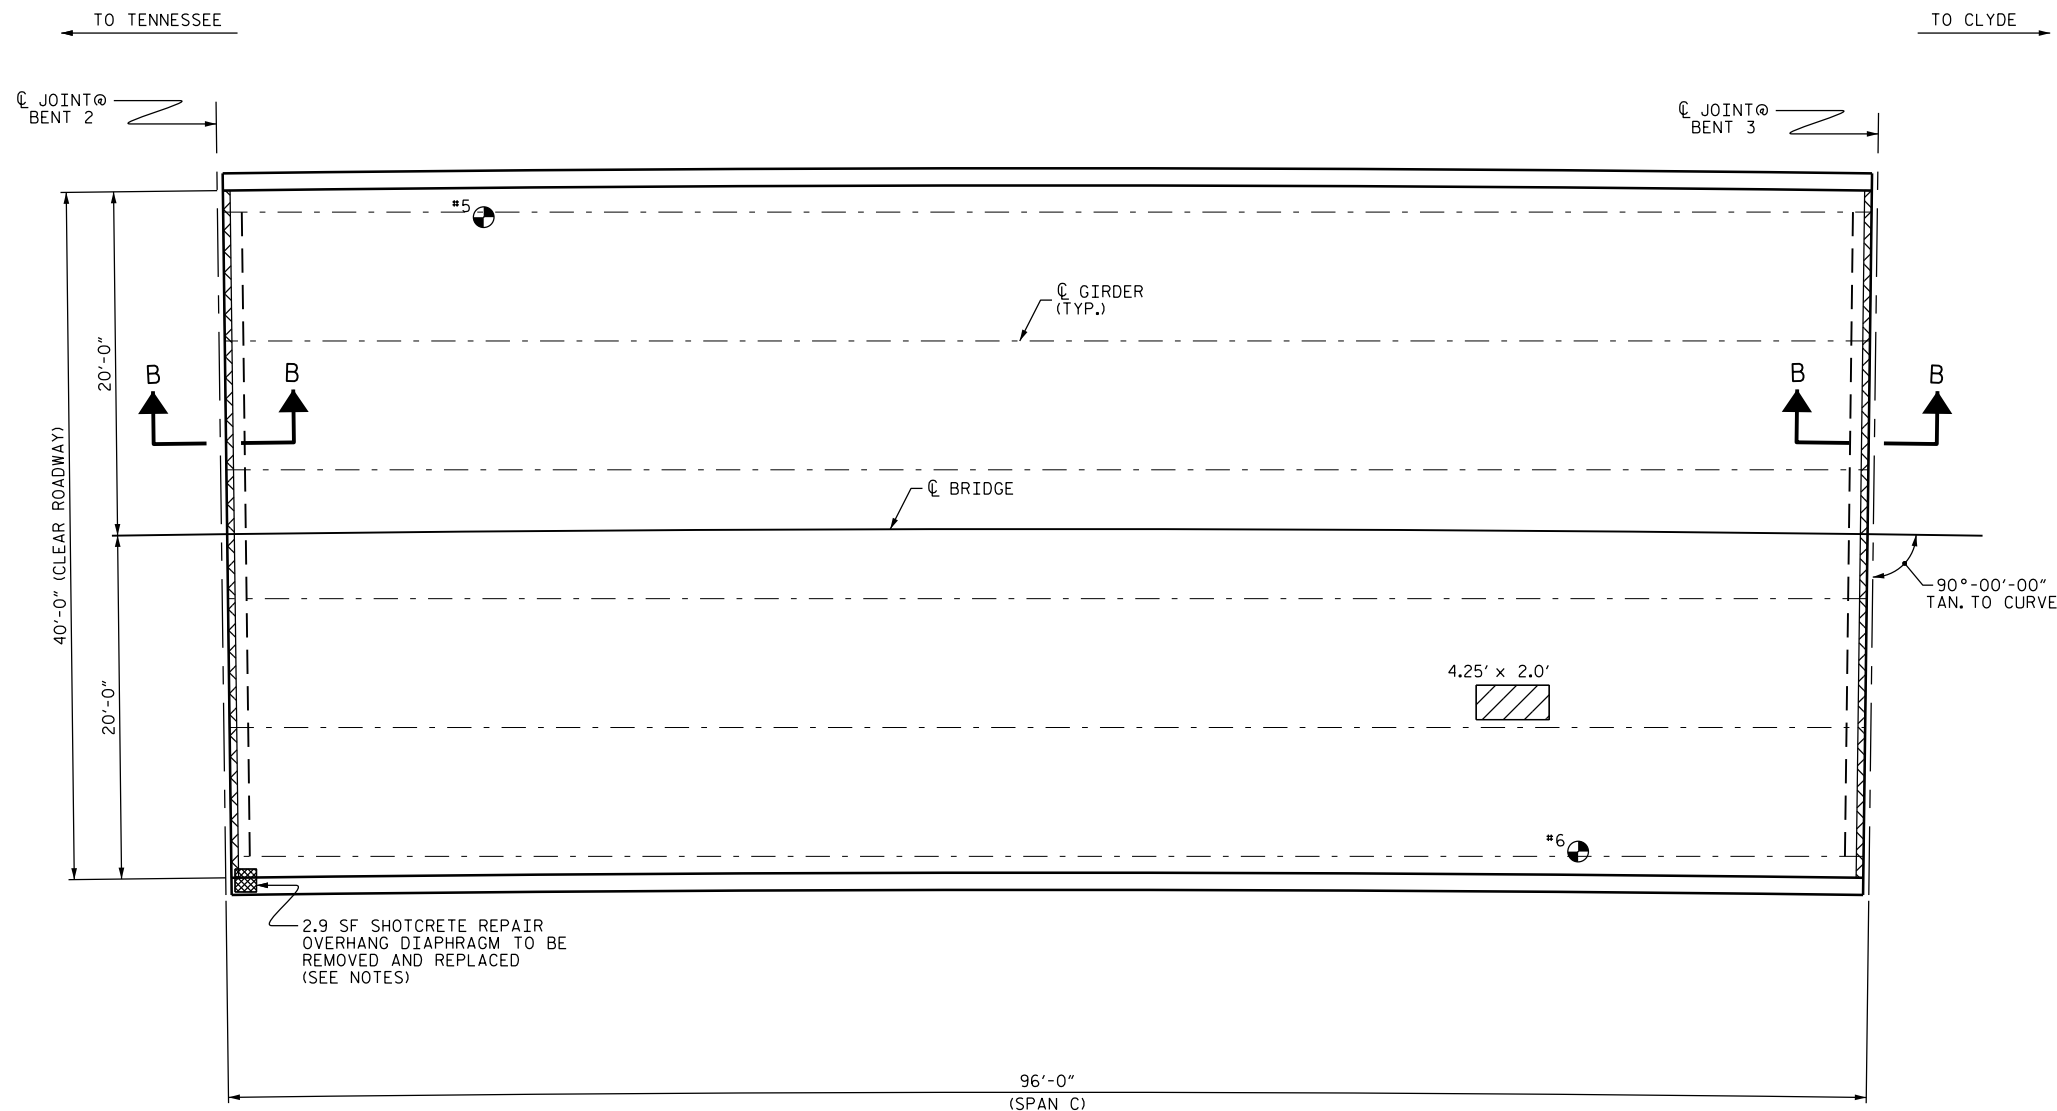 TO TENNESSEE
TO CLYDE
℄ JOINT@
BENT 2
℄ JOINT@
BENT 3
#5
℄ GIRDER
(TYP.)
20'-0"
B
B
B
B
40'-0" (CLEAR ROADWAY)
℄ BRIDGE
90°-00'-00"
TAN. TO CURVE
20'-0"
4.25' x 2.0'
#6
2.9 SF SHOTCRETE REPAIR
OVERHANG DIAPHRAGM TO BE
REMOVED AND REPLACED
(SEE NOTES)
96'-0"
(SPAN C)